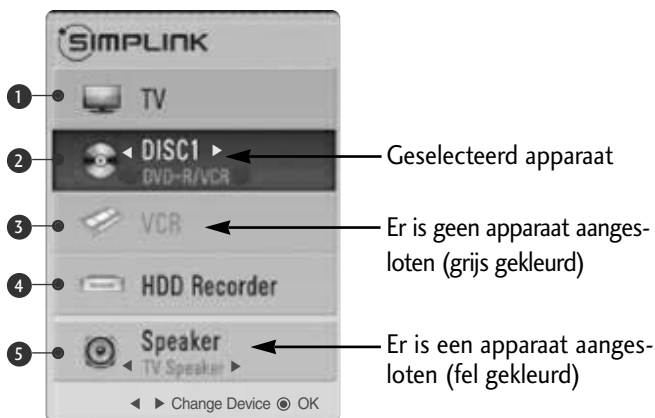 SIMPLINK
1 TV
2 ◀ DISC1 ▶
DVD-R/VCR
Geselecteerd apparaat
3 VCR
Er is geen apparaat aanges-
loten (grijs gekleurd)
4 HDD Recorder
5 Speaker
◀ TV Speaker ▶
Er is een apparaat aanges-
loten (fel gekleurd)
◀ ▶ Change Device ◉ OK